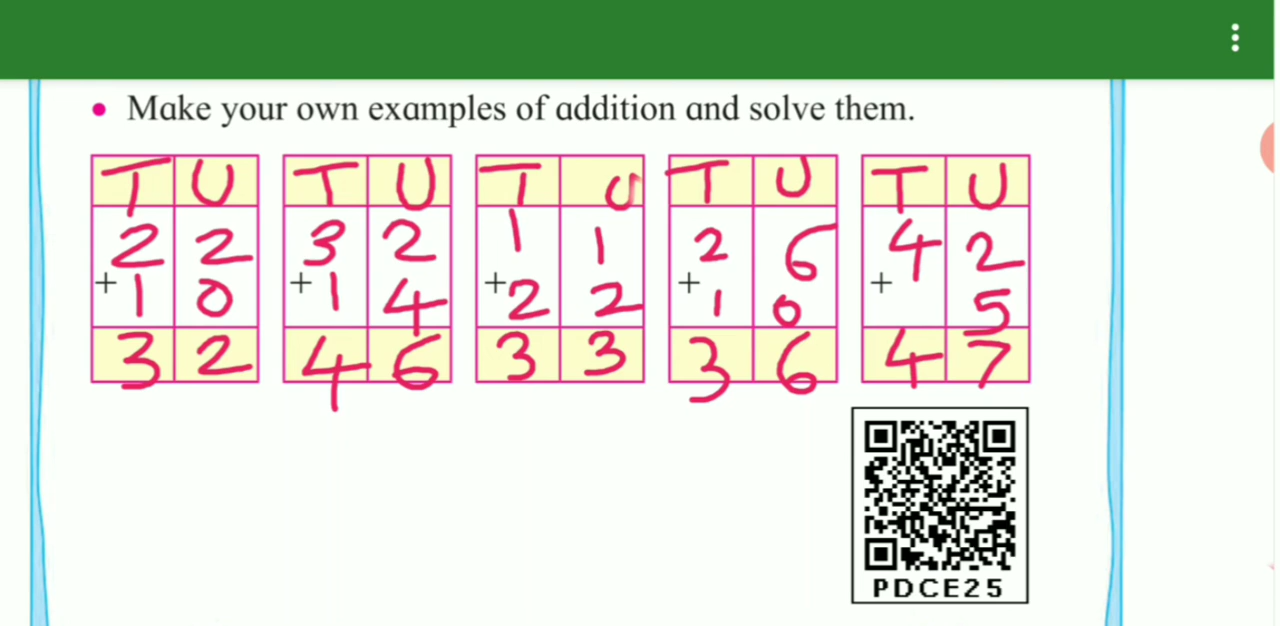 • Make your own examples of addition and solve them.
T U T U T U T U T U
2 2 3 2 1 1 2 6 4 2
+ 1 0 + 1 4 + 2 2 + 1 0 + 5
3 2 4 6 3 3 3 6 4 7
PDCE25